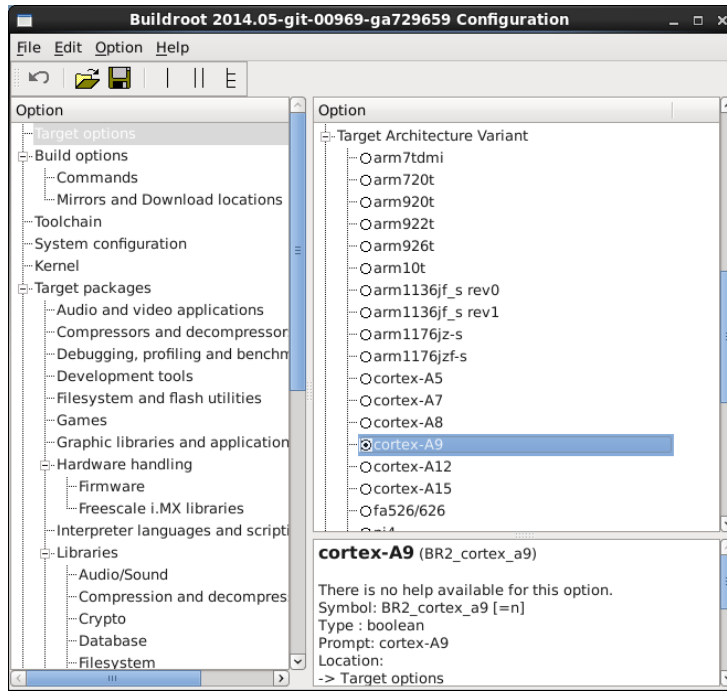 Buildroot 2014.05-git-00969-ga729659 Configuration
File Edit Option Help
Option
Target options
Build options
Commands
Mirrors and Download locations
Toolchain
System configuration
Kernel
Target packages
Audio and video applications
Compressors and decompressor
Debugging, profiling and benchm
Development tools
Filesystem and flash utilities
Games
Graphic libraries and application
Hardware handling
Firmware
Freescale i.MX libraries
Interpreter languages and scripti
Libraries
Audio/Sound
Compression and decompres
Crypto
Database
Filesystem
Option
Target Architecture Variant
arm7tdmi
arm720t
arm920t
arm922t
arm926t
arm10t
arm1136jf_s rev0
arm1136jf_s rev1
arm1176jz-s
arm1176jzf-s
cortex-A5
cortex-A7
cortex-A8
cortex-A9
cortex-A12
cortex-A15
fa526/626
cortex-A9 (BR2_cortex_a9)
There is no help available for this option.
Symbol: BR2_cortex_a9 [=n]
Type : boolean
Prompt: cortex-A9
Location:
-> Target options